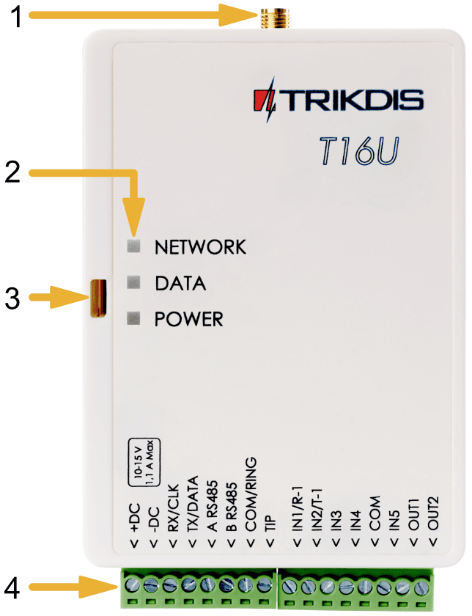 1
TRIKDIS
T16U
2
NETWORK
3
DATA
POWER
10-15 V
1,1 A Max
< +DC
< -DC
< RX/CLK
< TX/DATA
< A RS485
< B RS485
< COM/RING
< TIP
< IN1/R-1
< IN2/T-1
< IN3
< IN4
< COM
< IN5
< OUT1
< OUT2
4